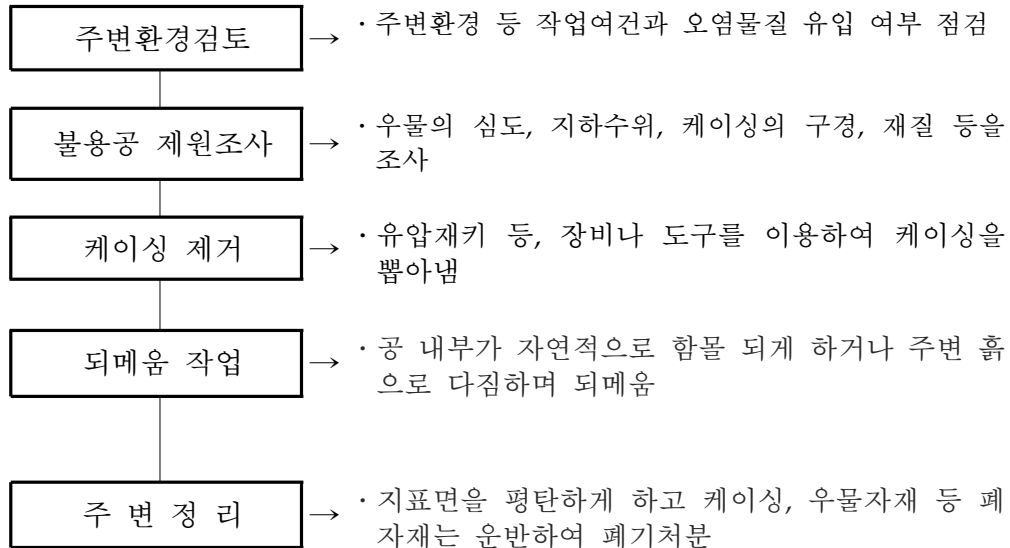 주변환경검토 → ·주변환경 등 작업여건과 오염물질 유입 여부 점검
불용공 제원조사 → ·우물의 심도, 지하수위, 케이싱의 구경, 재질 등을
조사
케이싱 제거 → ·유압재키 등, 장비나 도구를 이용하여 케이싱을
뽑아냄
되메움 작업 → ·공 내부가 자연적으로 함몰 되게 하거나 주변 흙
으로 다짐하며 되메움
주 변 정 리 → ·지표면을 평탄하게 하고 케이싱, 우물자재 등 폐
자재는 운반하여 폐기처분